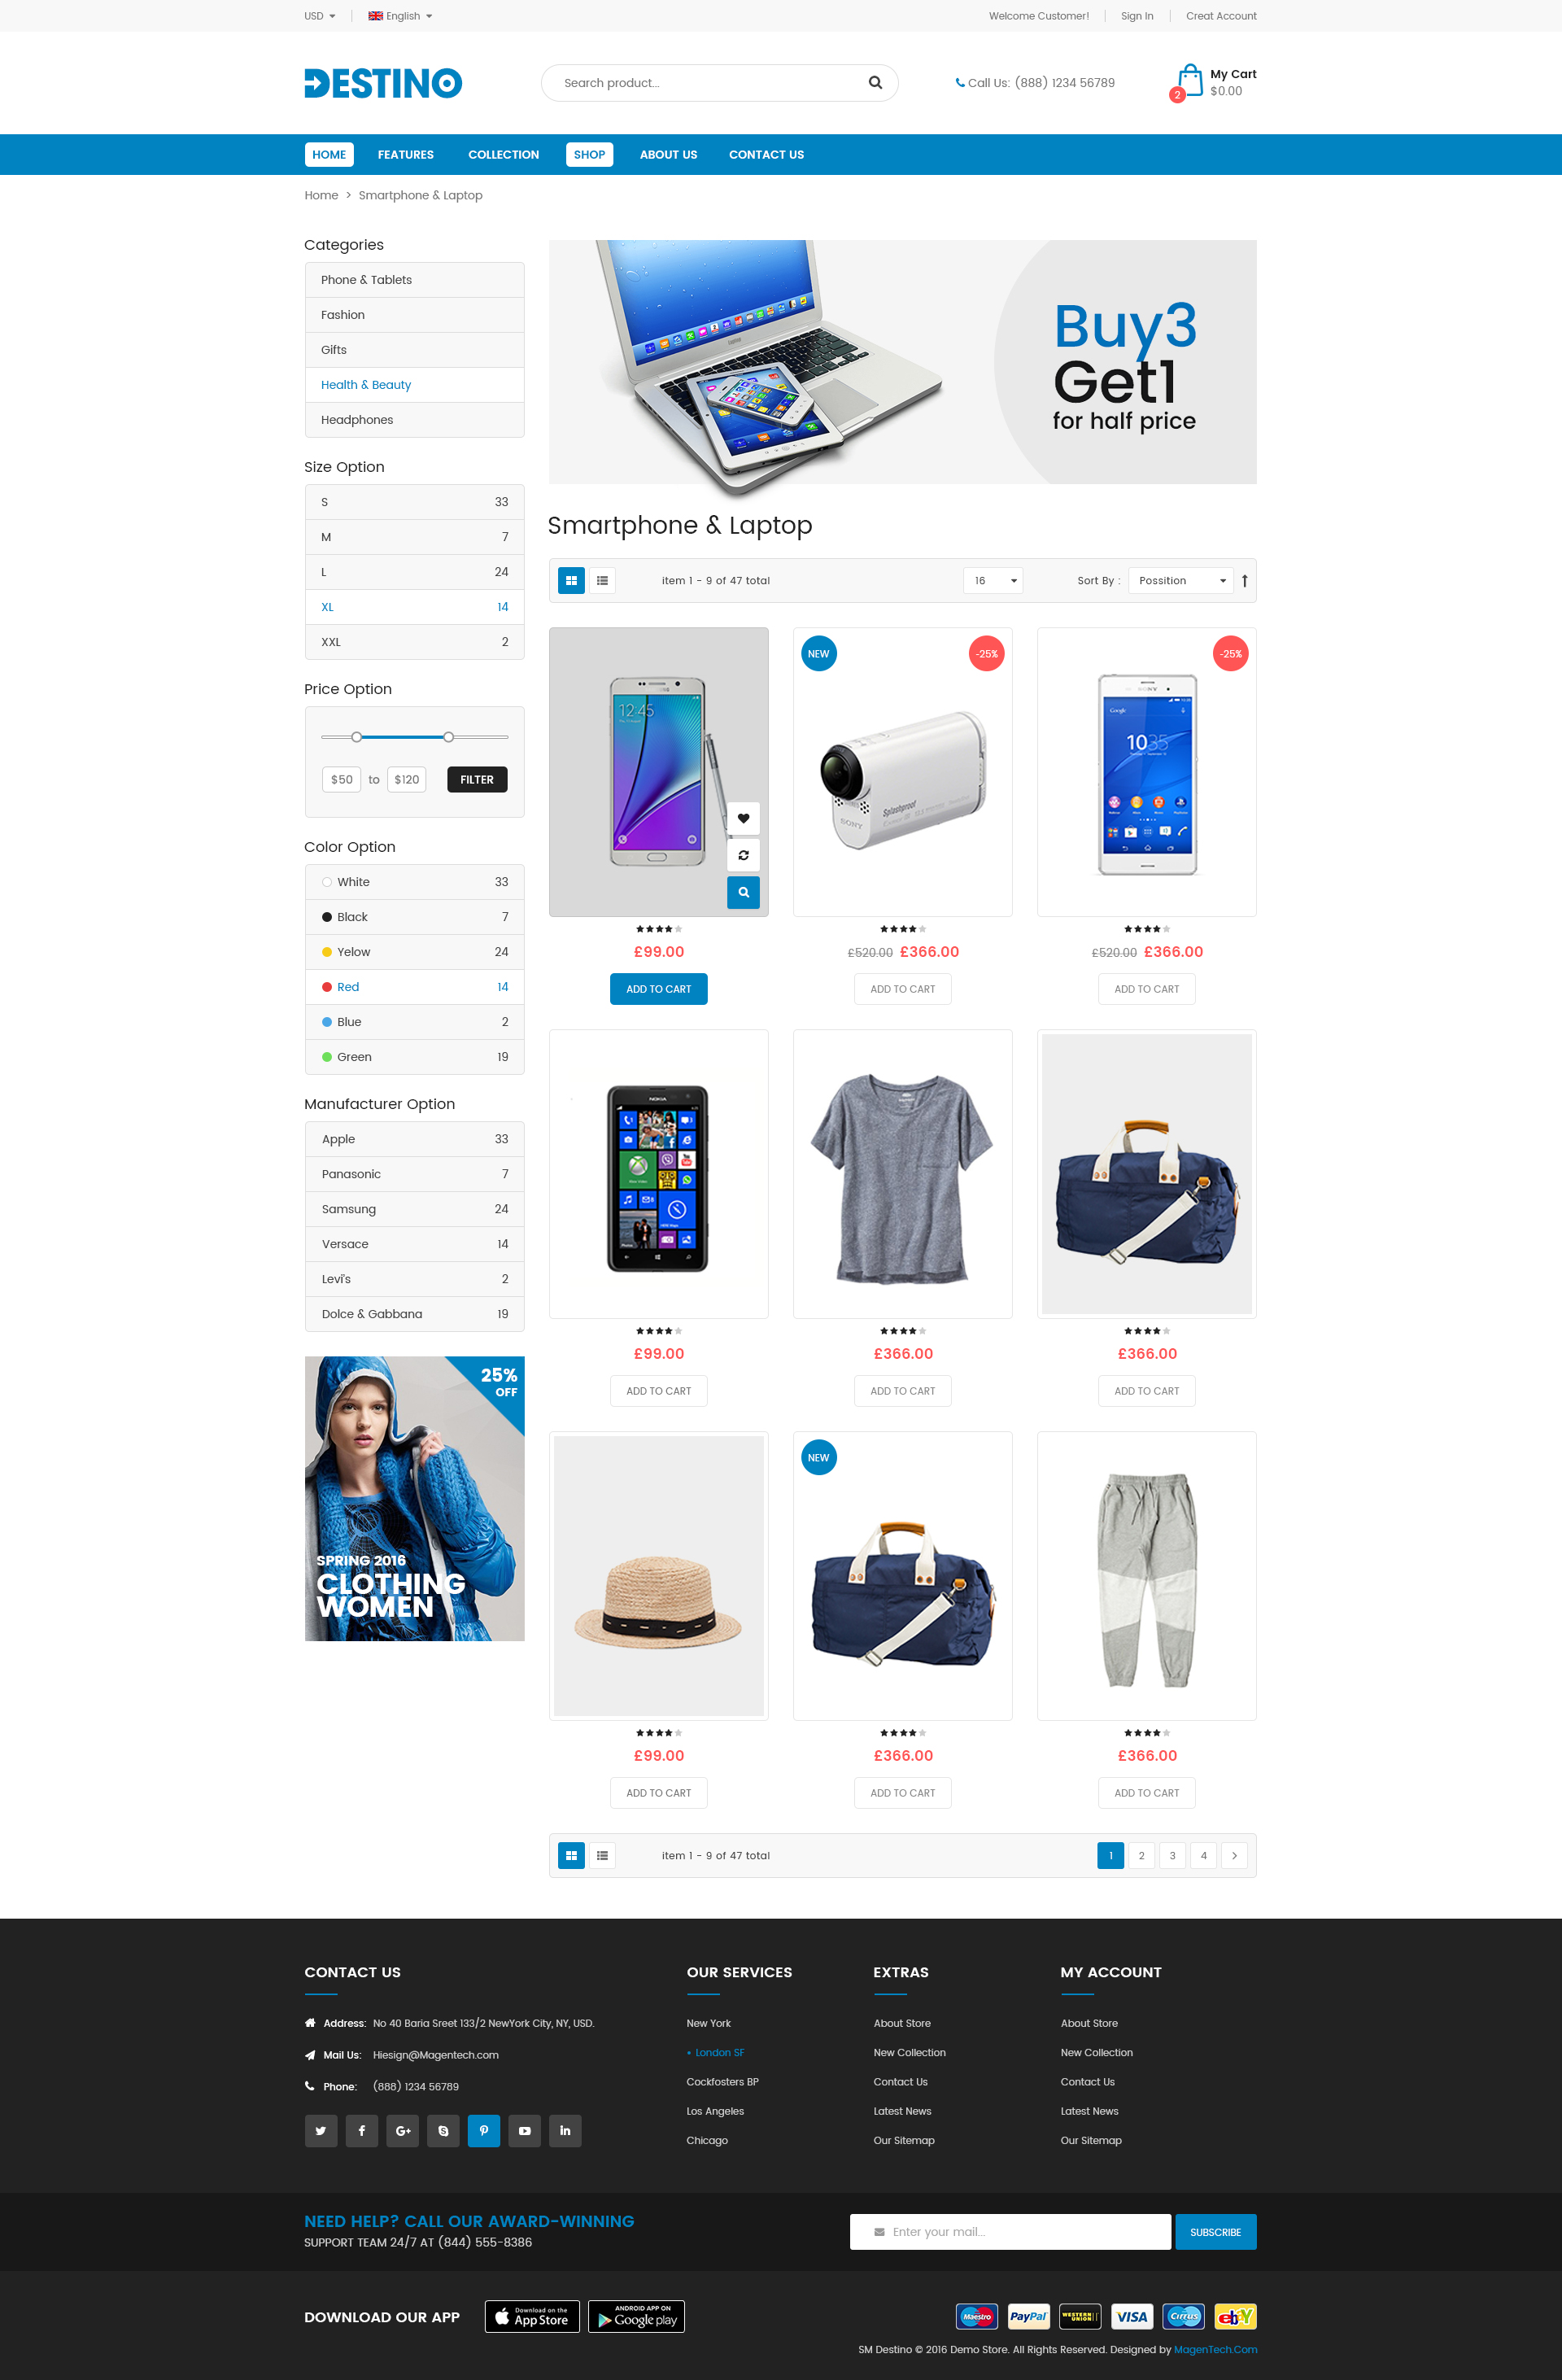 USD
English
Welcome Customer!
Sign In
Creat Account
DESTINO
Search product...
Call Us: (888) 1234 56789
My Cart
$0.00
2
HOME
FEATURES
COLLECTION
SHOP
ABOUT US
CONTACT US
Home > Smartphone & Laptop
Categories
Phone & Tablets
Fashion
Gifts
Health & Beauty
Headphones
Size Option
S 33
M 7
L 24
XL 14
XXL 2
Price Option
$50 to $120
FILTER
Color Option
White 33
Black 7
Yelow 24
Red 14
Blue 2
Green 19
Manufacturer Option
Apple 33
Panasonic 7
Samsung 24
Versace 14
Levi's 2
Dolce & Gabbana 19
25%
OFF
SPRING 2016
CLOTHING
WOMEN
Buy3
Get1
for half price
Smartphone & Laptop
item 1 - 9 of 47 total
16
Sort By :
Possition
12:45
NEW
-25%
Splashproof
SONY
-25%
SONY
Google
10 35
£99.00
£520.00 £366.00
£520.00 £366.00
ADD TO CART
ADD TO CART
ADD TO CART
NOKIA
£99.00
£366.00
£366.00
ADD TO CART
ADD TO CART
ADD TO CART
NEW
£99.00
£366.00
£366.00
ADD TO CART
ADD TO CART
ADD TO CART
item 1 - 9 of 47 total
1 2 3 4 >
CONTACT US
Address: No 40 Baria Sreet 133/2 NewYork City, NY, USD.
Mail Us: Hiesign@Magentech.com
Phone: (888) 1234 56789
OUR SERVICES
New York
London SF
Cockfosters BP
Los Angeles
Chicago
EXTRAS
About Store
New Collection
Contact Us
Latest News
Our Sitemap
MY ACCOUNT
About Store
New Collection
Contact Us
Latest News
Our Sitemap
NEED HELP? CALL OUR AWARD-WINNING
SUPPORT TEAM 24/7 AT (844) 555-8386
Enter your mail...
SUBSCRIBE
DOWNLOAD OUR APP
Download on the
App Store
ANDROID APP ON
Google play
Maestro
PayPal
WESTERN UNION
VISA
Cirrus
ebY
SM Destino © 2016 Demo Store. All Rights Reserved. Designed by MagenTech.Com